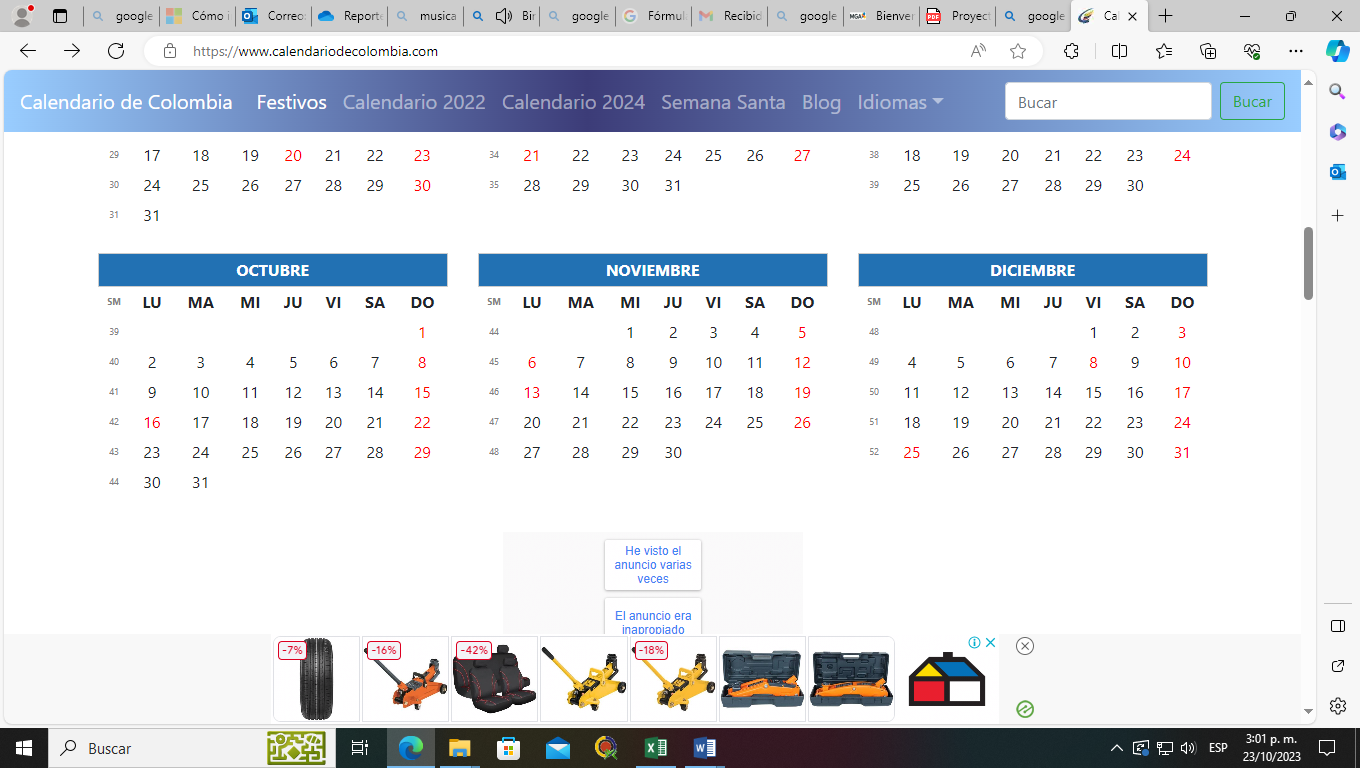 google
Cómo i
Correo:
Reporte
google
musica
Bir
google
Fórmul
Recibid
google
Bienver
Proyect
google
Cal
https://www.calendariodecolombia.com
Calendario de Colombia Festivos Calendario 2022 Calendario 2024 Semana Santa Blog Idiomas Bucar Bucar
29 17 18 19 20 21 22 23 34 21 22 23 24 25 26 27 38 18 19 20 21 22 23 24
30 24 25 26 27 28 29 30 35 28 29 30 31 39 25 26 27 28 29 30
31 31
OCTUBRE NOVIEMBRE DICIEMBRE
SM LU MA MI JU VI SA DO SM LU MA MI JU VI SA DO SM LU MA MI JU VI SA DO
39 1 44 1 2 3 4 5 48 1 2 3
40 2 3 4 5 6 7 8 45 6 7 8 9 10 11 12 49 4 5 6 7 8 9 10
41 9 10 11 12 13 14 15 46 13 14 15 16 17 18 19 50 11 12 13 14 15 16 17
42 16 17 18 19 20 21 22 47 20 21 22 23 24 25 26 51 18 19 20 21 22 23 24
43 23 24 25 26 27 28 29 48 27 28 29 30 52 25 26 27 28 29 30 31
44 30 31
He visto el
anuncio varias
veces
El anuncio era
inapropiado
-7% -16% -42% -18%
Buscar
ESP
3:01 p. m.
23/10/2023